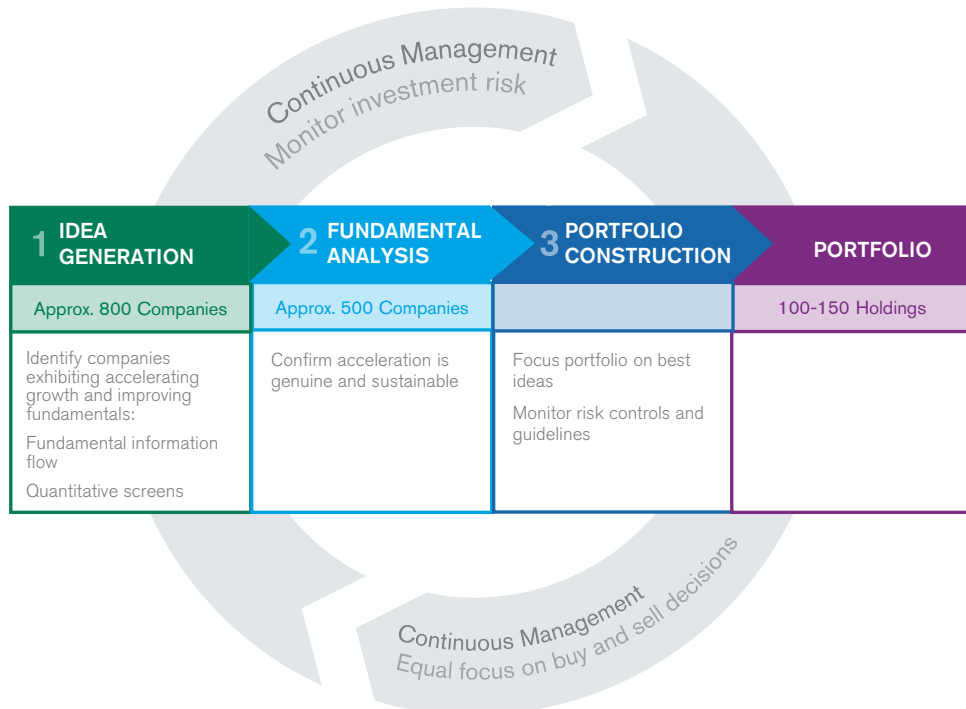 Continuous Management
Monitor investment risk
1 IDEA
GENERATION
2 FUNDAMENTAL
ANALYSIS
3 PORTFOLIO
CONSTRUCTION
PORTFOLIO
Approx. 800 Companies
Approx. 500 Companies
100-150 Holdings
Identify companies
exhibiting accelerating
growth and improving
fundamentals:
Fundamental information
flow
Quantitative screens
Confirm acceleration is
genuine and sustainable
Focus portfolio on best
ideas
Monitor risk controls and
guidelines
Continuous Management
Equal focus on buy and sell decisions